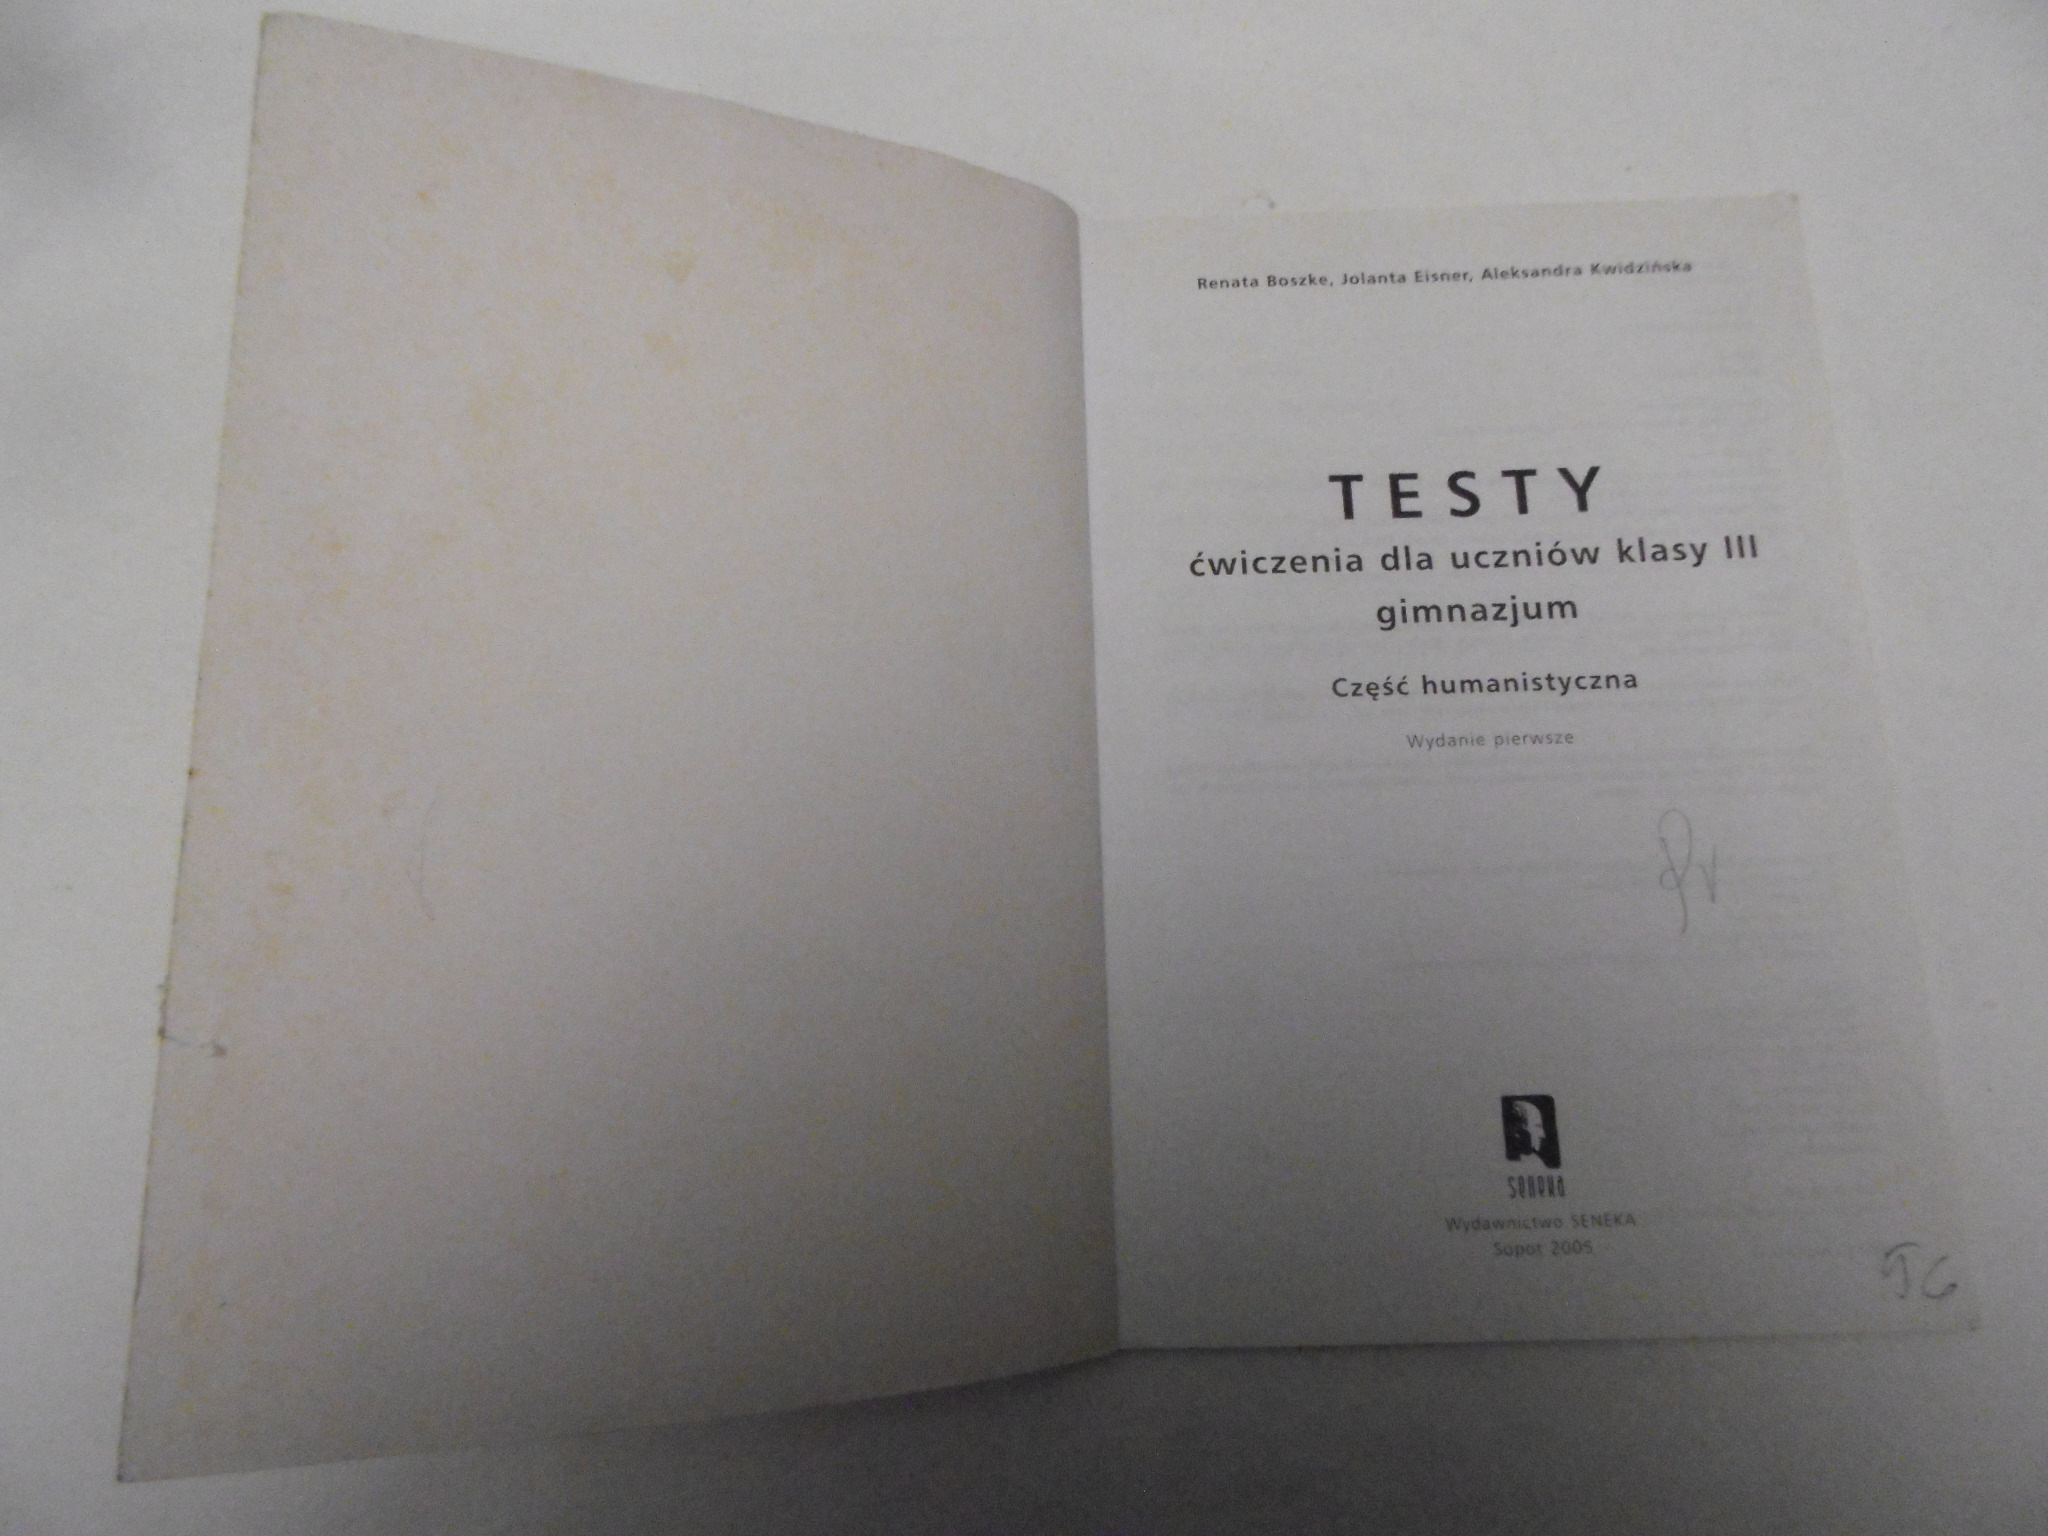 Renata Boszke, Jolanta Eisner, Aleksandra Kwidzińska
TESTY
ćwiczenia dla uczniów klasy III
gimnazjum
Część humanistyczna
Wydanie pierwsze
seneka
Wydawnictwo SENEKA
Sopot 2005